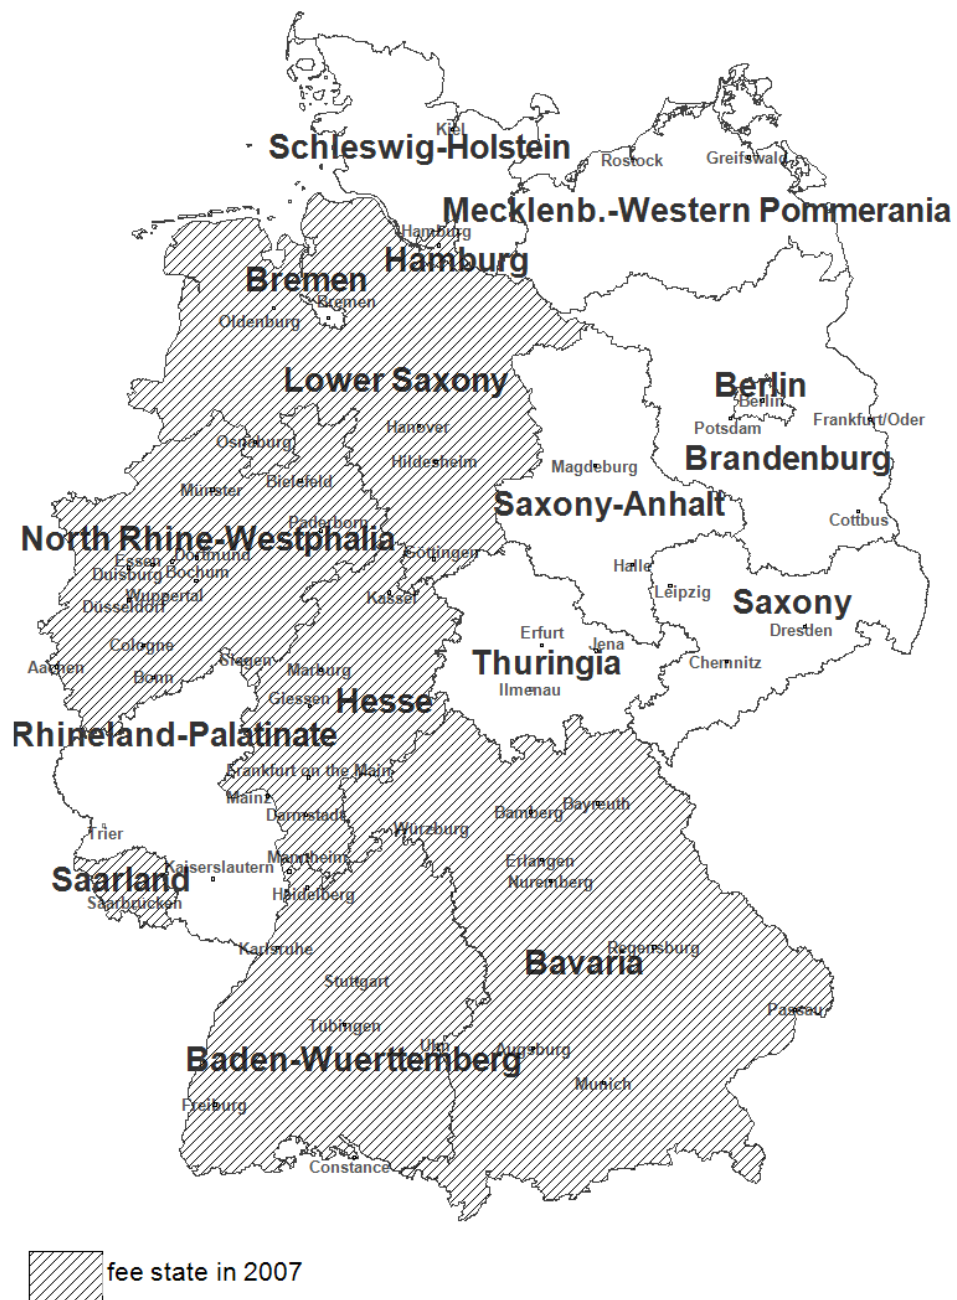 Kiel
Schleswig-Holstein
Rostock
Greifswald
Mecklenb.-Western Pommerania
Hamburg
Hamburg
Bremen
Bremen
Oldenburg
Lower Saxony
Berlin
Berlin
Potsdam
Frankfurt/Oder
Hanover
Osnaburg
Hildesheim
Brandenburg
Magdeburg
Bielefeld
Münster
Saxony-Anhalt
Cottbus
Paderborn
North Rhine-Westphalia
Göttingen
Dortmund
Essen
Duisburg
Bochum
Halle
Leipzig
Wuppertal
Düsseldorf
Kassel
Saxony
Dresden
Erfurt
Jena
Cologne
Siegen
Thuringia
Chemnitz
Aachen
Bonn
Marburg
Ilmenau
Giessen
Hesse
Rhineland-Palatinate
Frankfurt on the Main
Mainz
Darmstadt
Bamberg
Bayreuth
Trier
Würzburg
Mannheim
Kaiserslautern
Erlangen
Saarland
Nuremberg
Heidelberg
Saarbrücken
Karlsruhe
Regensburg
Bavaria
Stuttgart
Passau
Tübingen
Ulm
Augsburg
Baden-Wuerttemberg
Munich
Freiburg
Constance
fee state in 2007